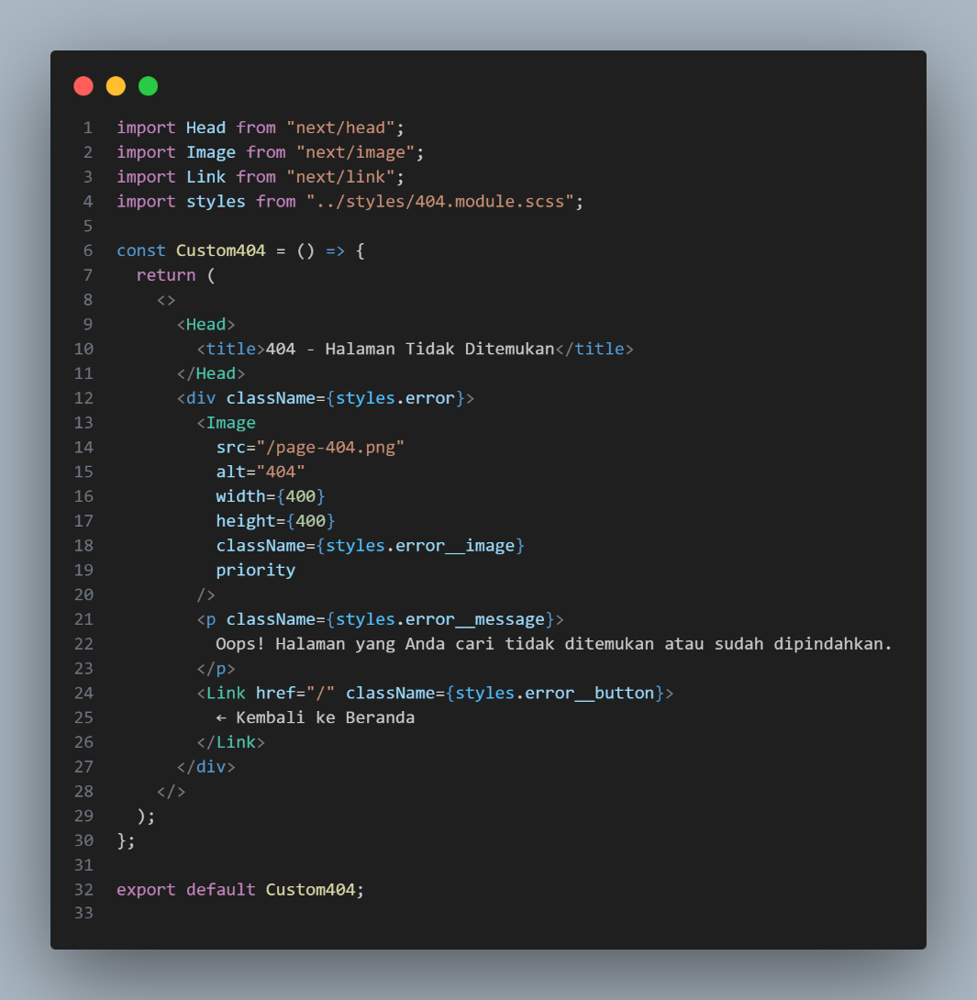 1 import Head from "next/head";
2 import Image from "next/image";
3 import Link from "next/link";
4 import styles from "../styles/404.module.scss";
5
6 const Custom404 = () => {
7   return (
8     <>
9       <Head>
10         <title>404 - Halaman Tidak Ditemukan</title>
11       </Head>
12       <div className={styles.error}>
13         <Image
14           src="/page-404.png"
15           alt="404"
16           width={400}
17           height={400}
18           className={styles.error__image}
19           priority
20         />
21         <p className={styles.error__message}>
22           Oops! Halaman yang Anda cari tidak ditemukan atau sudah dipindahkan.
23         </p>
24         <Link href="/" className={styles.error__button}>
25           ← Kembali ke Beranda
26         </Link>
27       </div>
28     </>
29   );
30 };
31
32 export default Custom404;
33